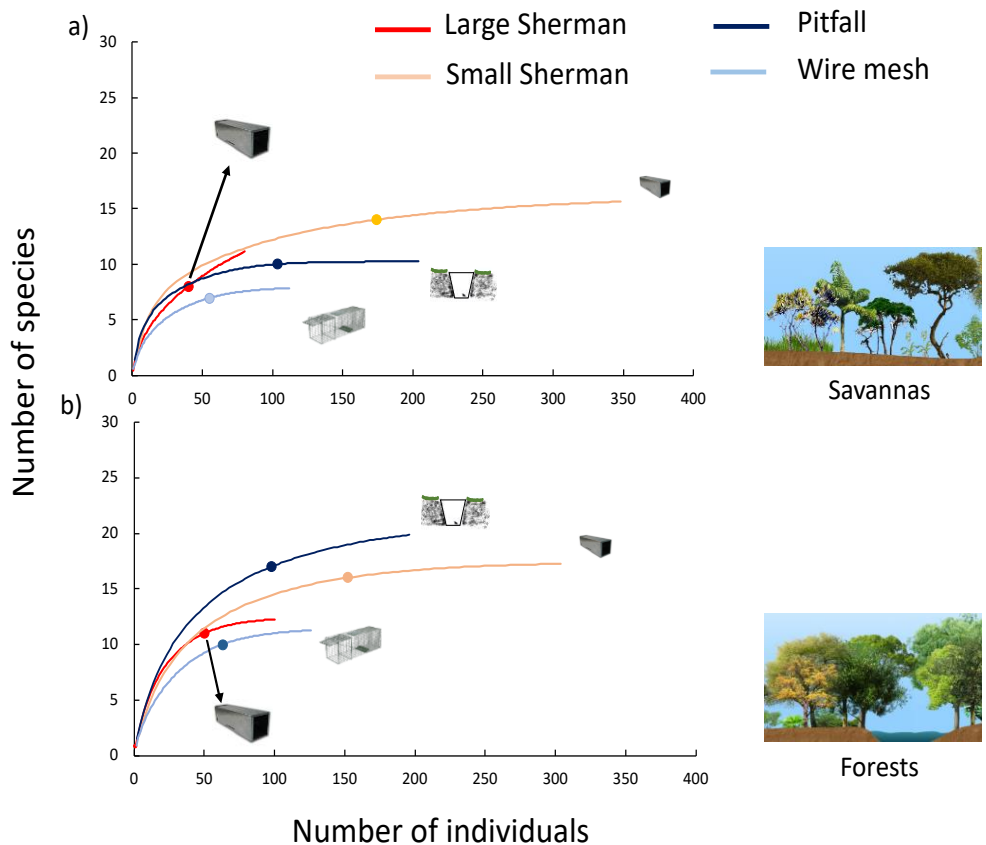 a)
Large Sherman
Pitfall
Small Sherman
Wire mesh
30
25
20
15
10
5
0
0 50 100 150 200 250 300 350 400
Number of species
Savannas
b)
30
25
20
15
10
5
0
0 50 100 150 200 250 300 350 400
Forests
Number of individuals